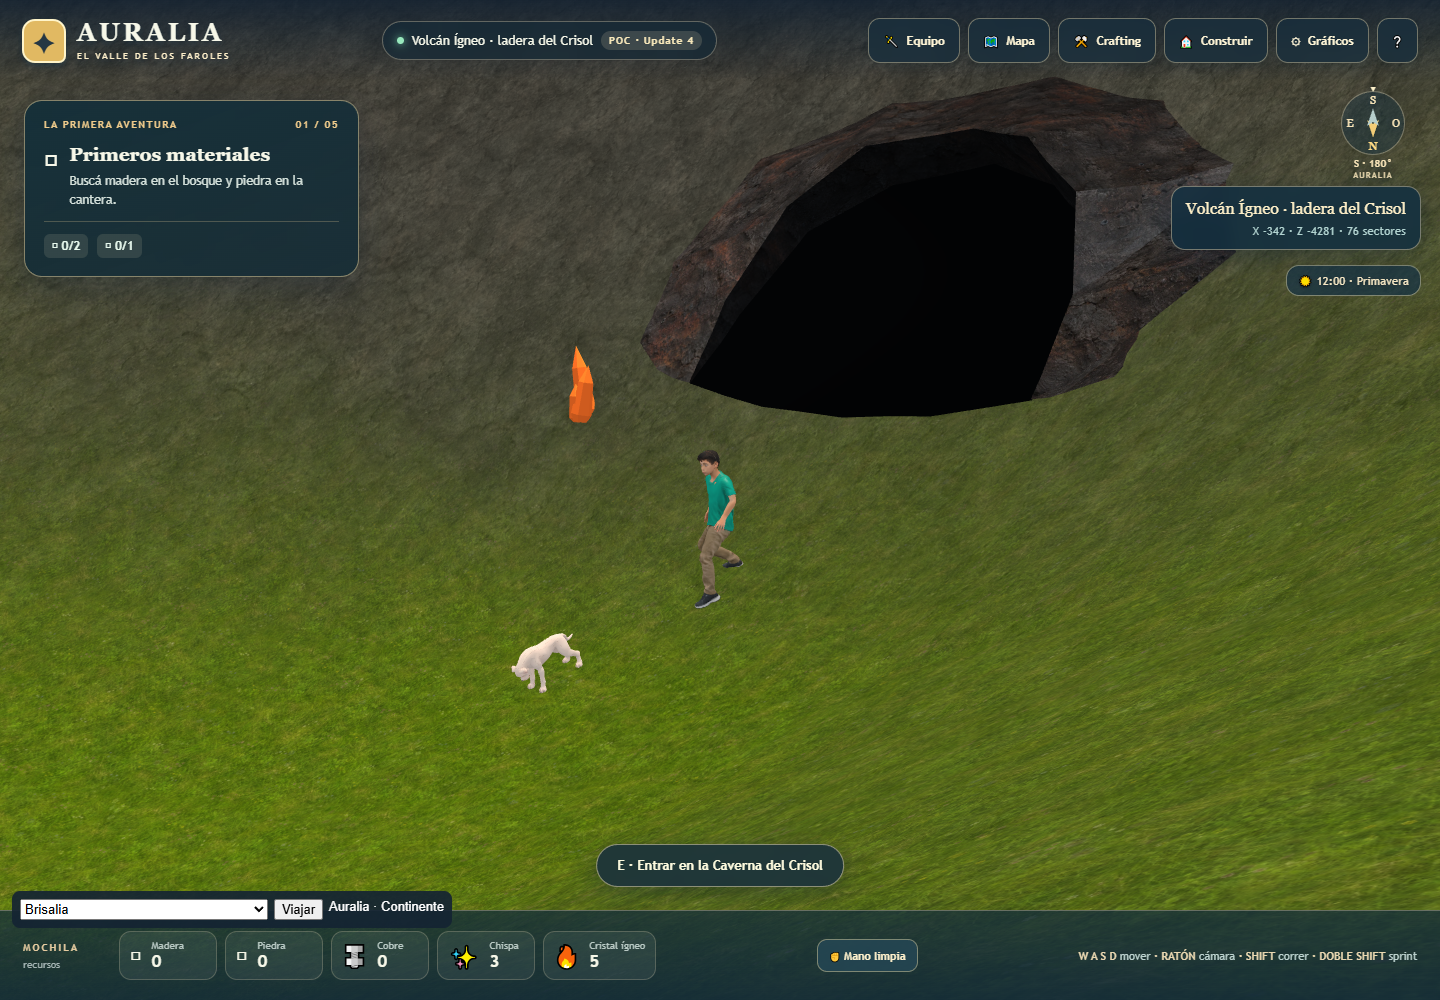 AURALIA
EL VALLE DE LOS FAROLES
Volcán Ígneo · ladera del Crisol POC · Update 4
Equipo
Mapa
Crafting
Construir
Gráficos
?
LA PRIMERA AVENTURA 01 / 05
Primeros materiales
Buscá madera en el bosque y piedra en la
cantera.
0/2 0/1
S
E O
N
S · 180°
AURALIA
Volcán Ígneo · ladera del Crisol
X -342 · Z -4281 · 76 sectores
12:00 · Primavera
E · Entrar en la Caverna del Crisol
Brisalia Viajar Auralia · Continente
MOCHILA
recursos
Madera
0
Piedra
0
Cobre
0
Chispa
3
Cristal ígneo
5
Mano limpia
W A S D mover · RATÓN cámara · SHIFT correr · DOBLE SHIFT sprint